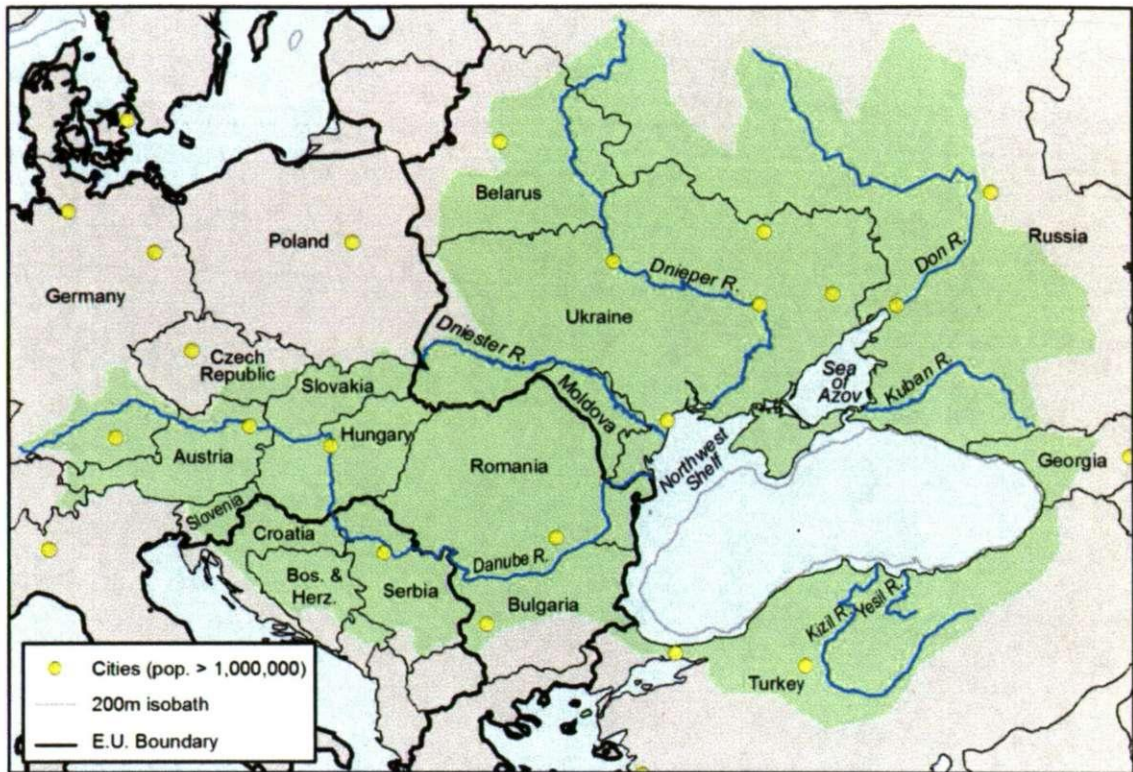 Belarus
Russia
Poland
Don R.
Dnieper R.
Germany
Ukraine
Dniester R.
Czech
Republic
Slovakia
Sea
of
Azov
Kuban R.
Moldova
Hungary
Austria
Romania
Northwest
Shelf
Georgia
Slovenia
Croatia
Danube R.
Bos. &
Herz.
Serbia
Bulgaria
Kizil R.
Yesil R.
Turkey
Cities (pop. > 1,000,000)
200m isobath
E.U. Boundary